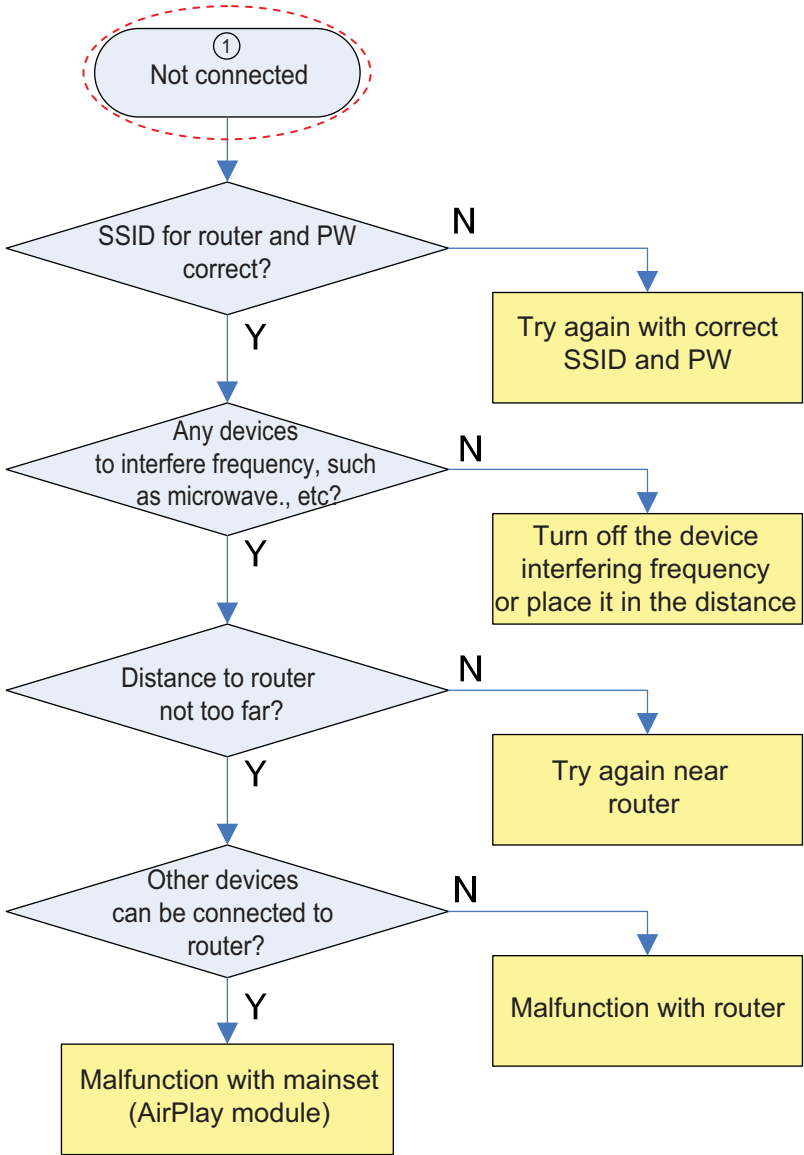 ①
Not connected
SSID for router and PW
correct?
N
Try again with correct
SSID and PW
Y
Any devices
to interfere frequency, such
as microwave., etc?
N
Turn off the device
interfering frequency
or place it in the distance
Y
Distance to router
not too far?
N
Try again near
router
Y
Other devices
can be connected to
router?
N
Malfunction with router
Y
Malfunction with mainset
(AirPlay module)